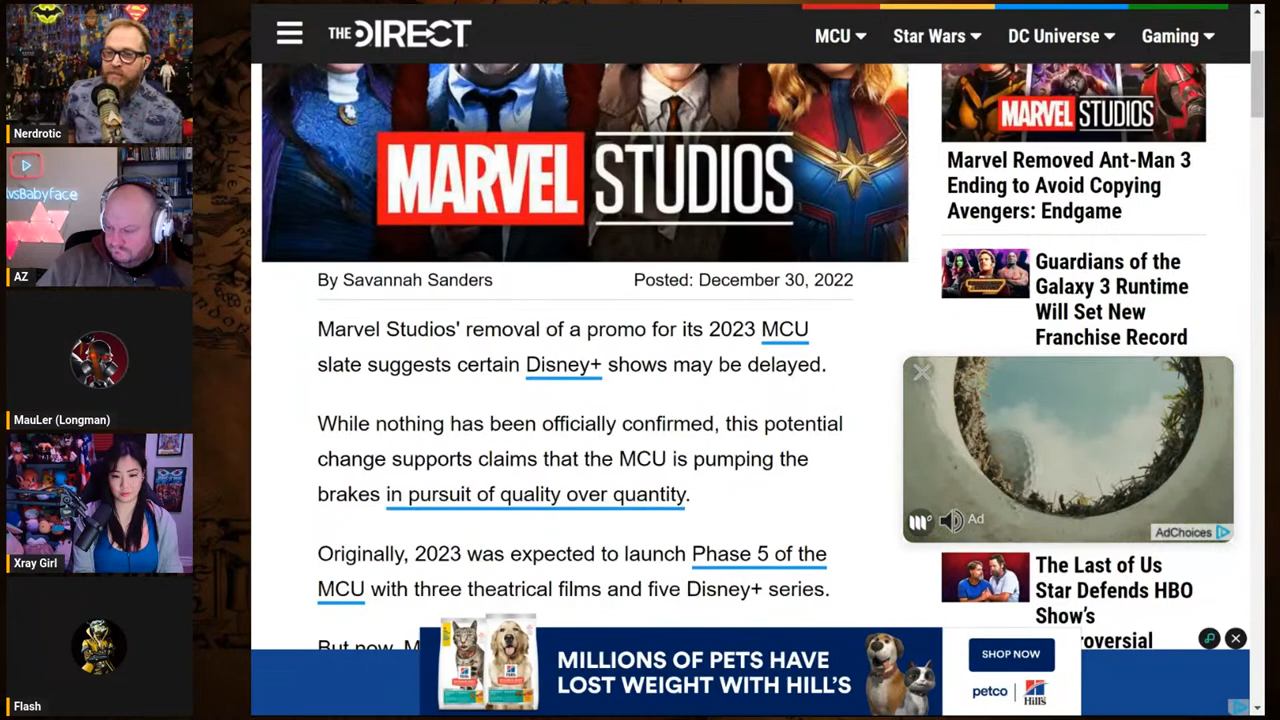 Nerdrotic
vsBabyface
AZ
MauLer (Longman)
Xray Girl
Flash
THE DIRECT
MCU
Star Wars
DC Universe
Gaming
MARVEL STUDIOS
By Savannah Sanders
Posted: December 30, 2022
Marvel Studios' removal of a promo for its 2023 MCU
slate suggests certain Disney+ shows may be delayed.
While nothing has been officially confirmed, this potential
change supports claims that the MCU is pumping the
brakes in pursuit of quality over quantity.
Originally, 2023 was expected to launch Phase 5 of the
MCU with three theatrical films and five Disney+ series.
But now, M
MARVEL STUDIOS
Marvel Removed Ant-Man 3
Ending to Avoid Copying
Avengers: Endgame
Guardians of the
Galaxy 3 Runtime
Will Set New
Franchise Record
Ad
AdChoices
The Last of Us
Star Defends HBO
Show's
roversial
MILLIONS OF PETS HAVE
LOST WEIGHT WITH HILL'S
SHOP NOW
petco
Hill's